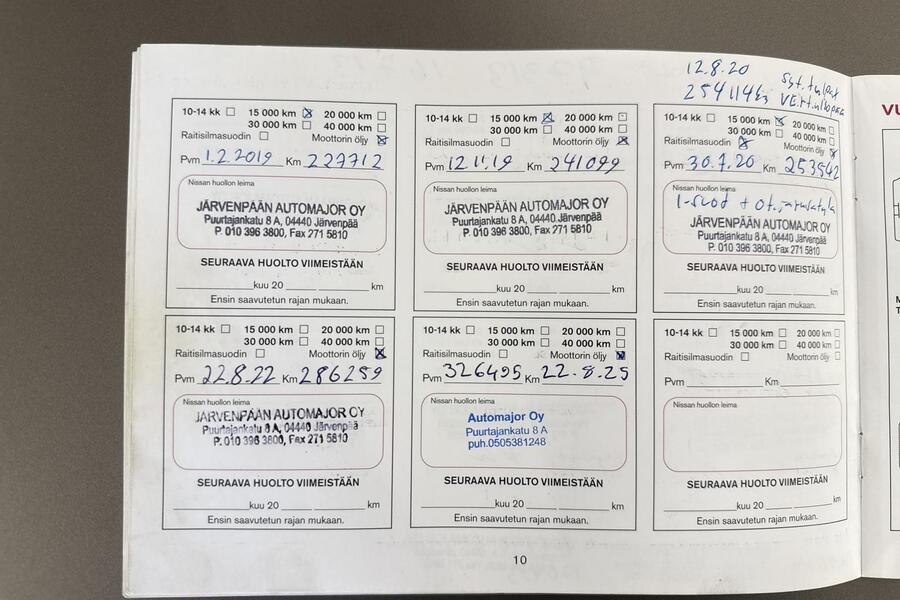 12.8.20 Syt.tulpat
254114km
10-14 kk ☐ 15 000 km ☒ 20 000 km ☐
30 000 km ☐ 40 000 km ☐
Raitisilmasuodin ☐ Moottorin öljy ☒
Pvm 1.2.2019 Km 227712
Nissan huollon leima
JÄRVENPÄÄN AUTOMAJOR OY
Puurtajankatu 8 A, 04440 Järvenpää
P. 010 396 3800, Fax 271 5810
SEURAAVA HUOLTO VIIMEISTÄÄN
kuu 20 km
Ensin saavutetun rajan mukaan.
10-14 kk ☐ 15 000 km ☒ 20 000 km ☐
30 000 km ☐ 40 000 km ☐
Raitisilmasuodin ☐ Moottorin öljy ☒
Pvm 12.11.19 Km 241099
Nissan huollon leima
JÄRVENPÄÄN AUTOMAJOR OY
Puurtajankatu 8 A, 04440 Järvenpää
P. 010 396 3800, Fax 271 5810
SEURAAVA HUOLTO VIIMEISTÄÄN
kuu 20 km
Ensin saavutetun rajan mukaan.
10-14 kk ☐ 15 000 km ☒ 20 000 km ☐
30 000 km ☐ 40 000 km ☐
Raitisilmasuodin ☒ Moottorin öljy ☒
Pvm 30.7.20 Km 253542
Nissan huollon leima
I-suod + Ot.jarrusatula
JÄRVENPÄÄN AUTOMAJOR OY
Puurtajankatu 8 A, 04440 Järvenpää
P. 010 396 3800, Fax 271 5810
SEURAAVA HUOLTO VIIMEISTÄÄN
kuu 20 km
Ensin saavutetun rajan mukaan.
10-14 kk ☐ 15 000 km ☐ 20 000 km ☐
30 000 km ☐ 40 000 km ☐
Raitisilmasuodin ☐ Moottorin öljy ☒
Pvm 22.8.22 Km 286259
Nissan huollon leima
JÄRVENPÄÄN AUTOMAJOR OY
Puurtajankatu 8 A, 04440 Järvenpää
P. 010 396 3800, Fax 271 5810
SEURAAVA HUOLTO VIIMEISTÄÄN
kuu 20 km
Ensin saavutetun rajan mukaan.
10-14 kk ☐ 15 000 km ☐ 20 000 km ☐
30 000 km ☐ 40 000 km ☐
Raitisilmasuodin ☐ Moottorin öljy ☒
Pvm 326495 Km 22.8.25
Nissan huollon leima
Automajor Oy
Puurtajankatu 8 A
puh.0505381248
SEURAAVA HUOLTO VIIMEISTÄÄN
kuu 20 km
Ensin saavutetun rajan mukaan.
10-14 kk ☐ 15 000 km ☐ 20 000 km ☐
30 000 km ☐ 40 000 km ☐
Raitisilmasuodin ☐ Moottorin öljy ☐
Pvm Km
Nissan huollon leima
SEURAAVA HUOLTO VIIMEISTÄÄN
kuu 20 km
Ensin saavutetun rajan mukaan.
10